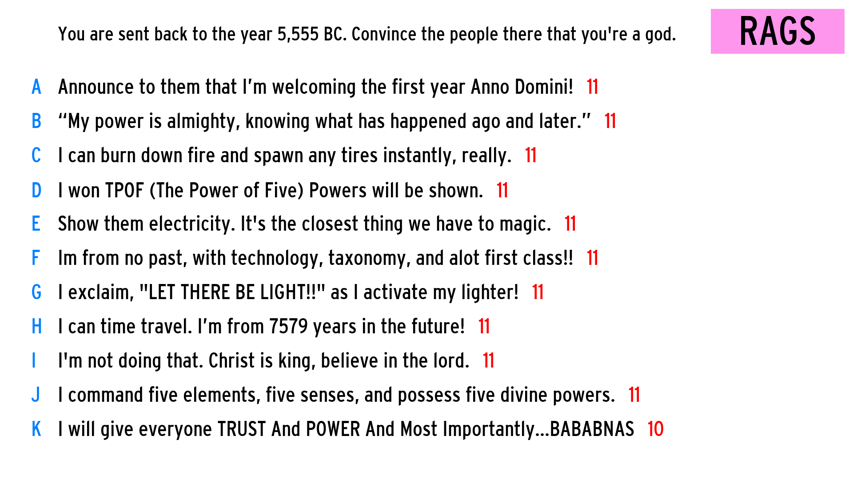 You are sent back to the year 5,555 BC. Convince the people there that you're a god.
RAGS
A Announce to them that I’m welcoming the first year Anno Domini! 11
B “My power is almighty, knowing what has happened ago and later.” 11
C I can burn down fire and spawn any tires instantly, really. 11
D I won TPOF (The Power of Five) Powers will be shown. 11
E Show them electricity. It's the closest thing we have to magic. 11
F Im from no past, with technology, taxonomy, and alot first class!! 11
G I exclaim, "LET THERE BE LIGHT!!" as I activate my lighter! 11
H I can time travel. I’m from 7579 years in the future! 11
I I'm not doing that. Christ is king, believe in the lord. 11
J I command five elements, five senses, and possess five divine powers. 11
K I will give everyone TRUST And POWER And Most Importantly...BABABNAS 10